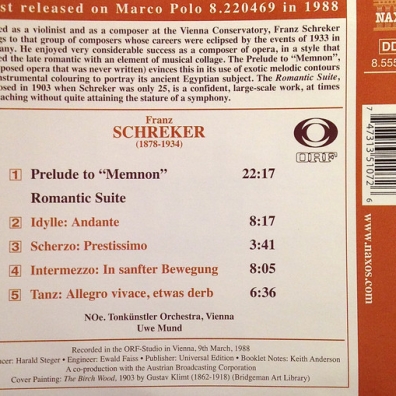 st released on Marco Polo 8.220469 in 1988
ed as a violinist and as a composer at the Vienna Conservatory, Franz Schreker
gs to that group of composers whose careers were eclipsed by the events of 1933 in
any. He enjoyed very considerable success as a composer of opera, in a style that
ed the late romantic with an element of musical collage. The Prelude to “Memnon”,
posed opera that was never written) evinces this in its use of exotic melodic contours
nstrumental colouring to portray its ancient Egyptian subject. The Romantic Suite,
posed in 1903 when Schreker was only 25, is a confident, large-scale work, at times
aching without quite attaining the stature of a symphony.
Franz
SCHREKER
(1878-1934)
ORF
1 Prelude to “Memnon” 22:17
Romantic Suite
2 Idylle: Andante 8:17
3 Scherzo: Prestissimo 3:41
4 Intermezzo: In sanfter Bewegung 8:05
5 Tanz: Allegro vivace, etwas derb 6:36
NOe. Tonkünstler Orchestra, Vienna
Uwe Mund
Recorded in the ORF-Studio in Vienna, 9th March, 1988
ucer: Harald Steger • Engineer: Ewald Faiss • Publisher: Universal Edition • Booklet Notes: Keith Anderson
A co-production with the Austrian Broadcasting Corporation
Cover Painting: The Birch Wood, 1903 by Gustav Klimt (1862-1918) (Bridgeman Art Library)
NAXOS
DD
8.555
7 47313 51072 6
www.naxos.com